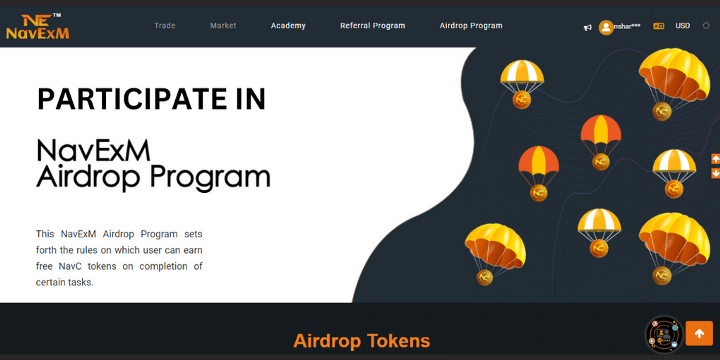 NE™
NavExM
Trade Market Academy Referral Program Airdrop Program nshar*** USD
PARTICIPATE IN
NavExM
Airdrop Program
This NavExM Airdrop Program sets
forth the rules on which user can earn
free NavC tokens on completion of
certain tasks.
Airdrop Tokens